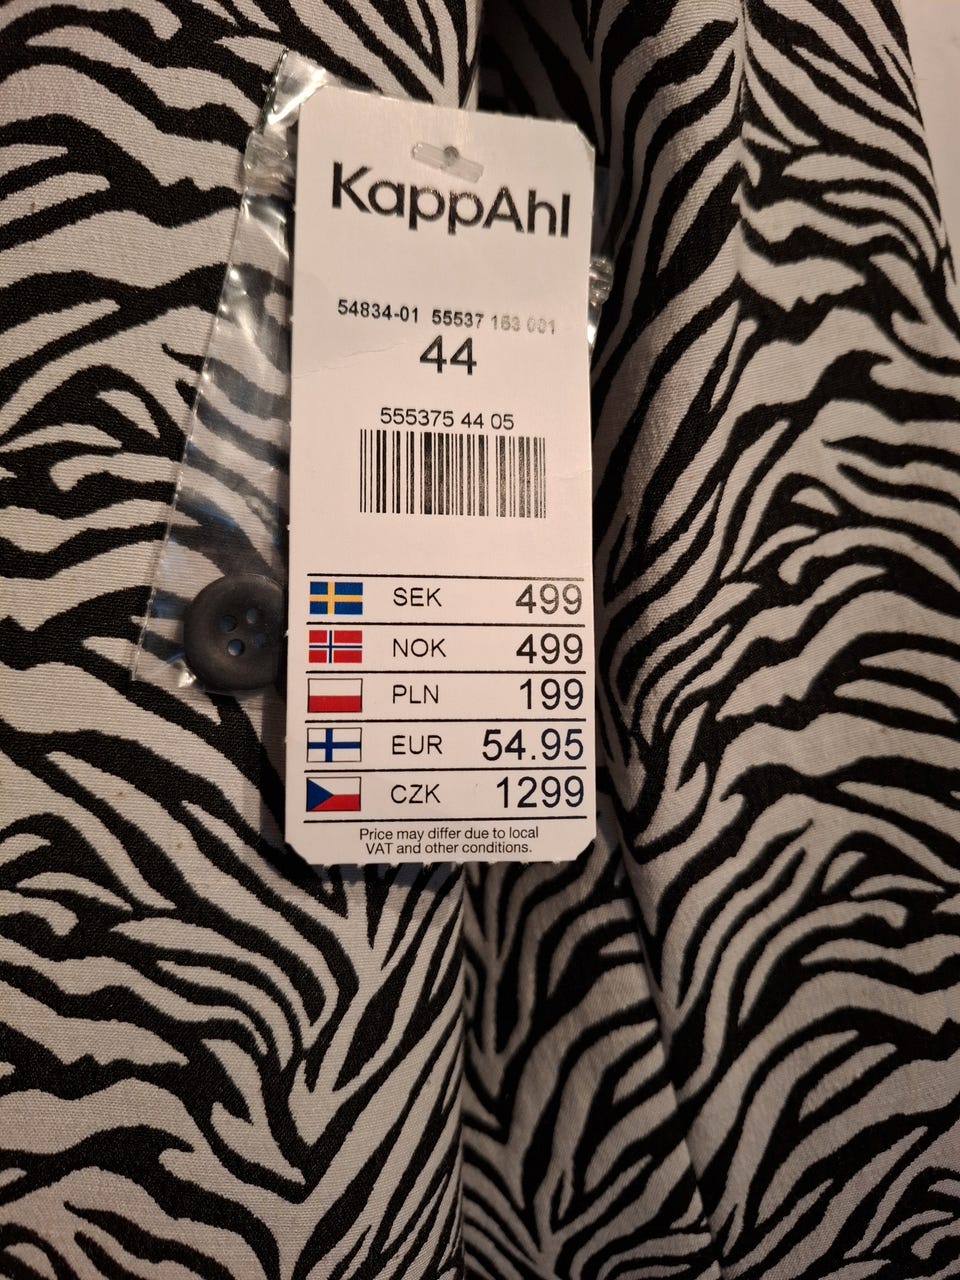 KappAhl
54834-01 55537 163 001
44
555375 44 05
SEK 499
NOK 499
PLN 199
EUR 54.95
CZK 1299
Price may differ due to local
VAT and other conditions.